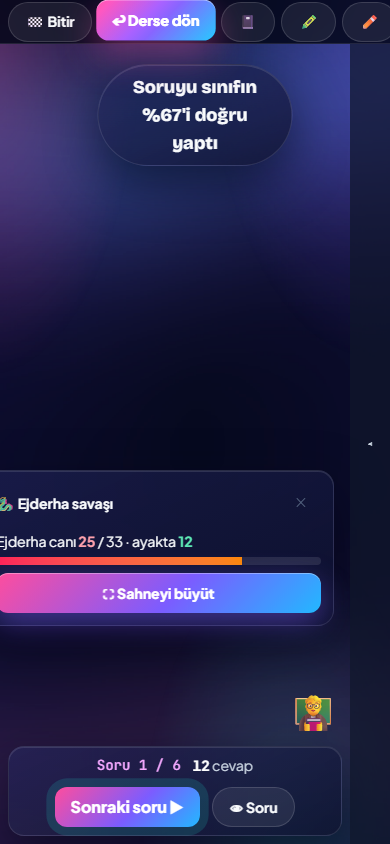 Bitir
Derse dön
Soruyu sınıfın
%67'i doğru
yaptı
Ejderha savaşı
Ejderha canı 25 / 33 · ayakta 12
Sahneyi büyüt
Soru 1 / 6 12 cevap
Sonraki soru
Soru